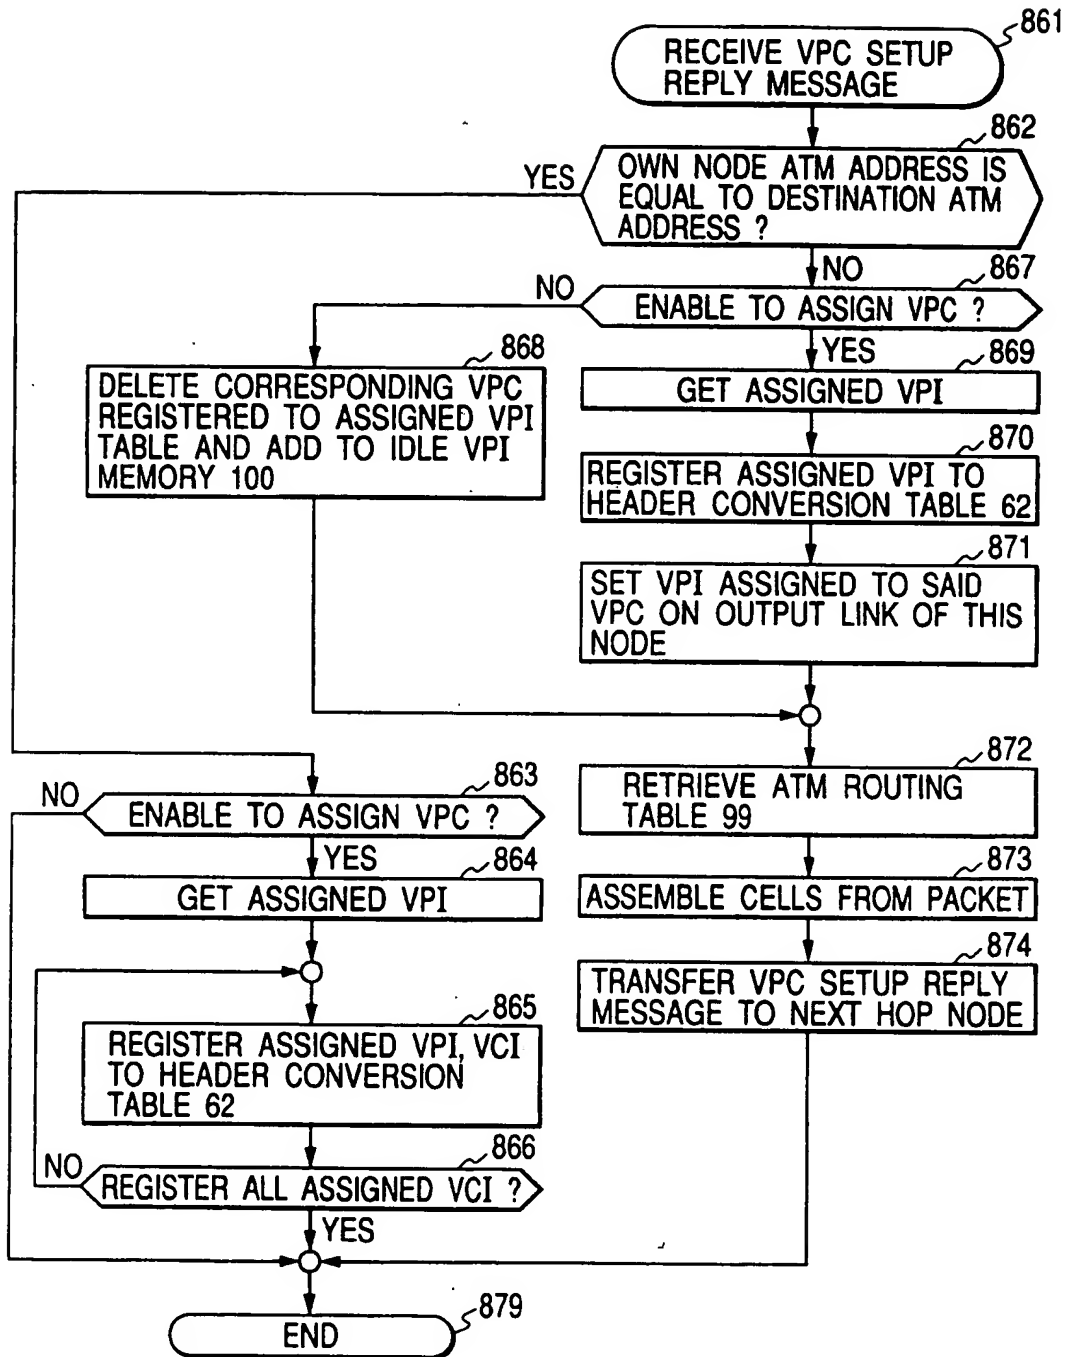 861
RECEIVE VPC SETUP
REPLY MESSAGE
862
YES
OWN NODE ATM ADDRESS IS
EQUAL TO DESTINATION ATM
ADDRESS ?
NO
867
NO
ENABLE TO ASSIGN VPC ?
YES
868
DELETE CORRESPONDING VPC
REGISTERED TO ASSIGNED VPI
TABLE AND ADD TO IDLE VPI
MEMORY 100
869
GET ASSIGNED VPI
870
REGISTER ASSIGNED VPI TO
HEADER CONVERSION TABLE 62
871
SET VPI ASSIGNED TO SAID
VPC ON OUTPUT LINK OF THIS
NODE
872
RETRIEVE ATM ROUTING
TABLE 99
873
ASSEMBLE CELLS FROM PACKET
874
TRANSFER VPC SETUP REPLY
MESSAGE TO NEXT HOP NODE
863
NO
ENABLE TO ASSIGN VPC ?
YES
864
GET ASSIGNED VPI
865
REGISTER ASSIGNED VPI, VCI
TO HEADER CONVERSION
TABLE 62
866
NO
REGISTER ALL ASSIGNED VCI ?
YES
879
END